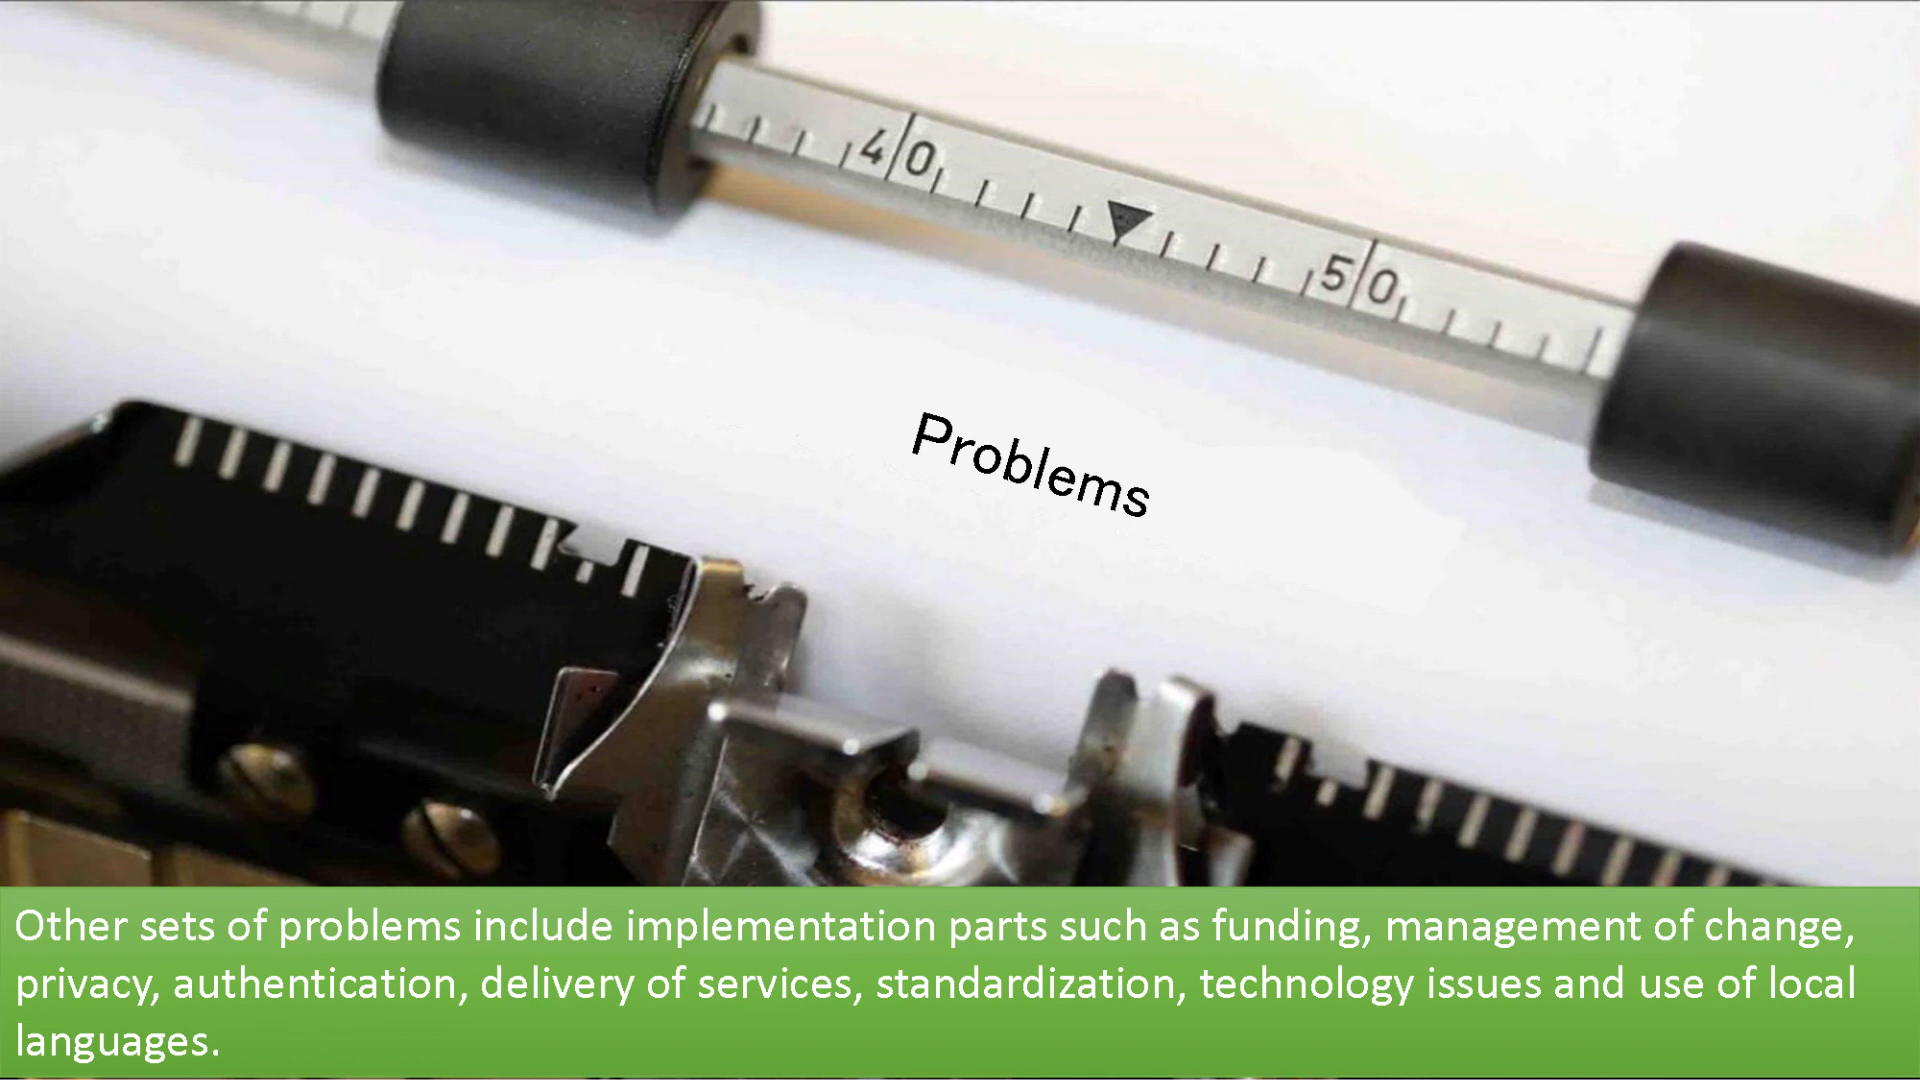 40
50
Problems
Other sets of problems include implementation parts such as funding, management of change,
privacy, authentication, delivery of services, standardization, technology issues and use of local
languages.